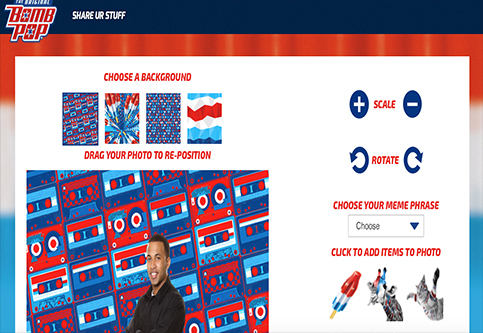 THE ORIGINAL
BOMB
POP
SHARE UR STUFF
CHOOSE A BACKGROUND
DRAG YOUR PHOTO TO RE-POSITION
SCALE
ROTATE
CHOOSE YOUR MEME PHRASE
Choose
CLICK TO ADD ITEMS TO PHOTO